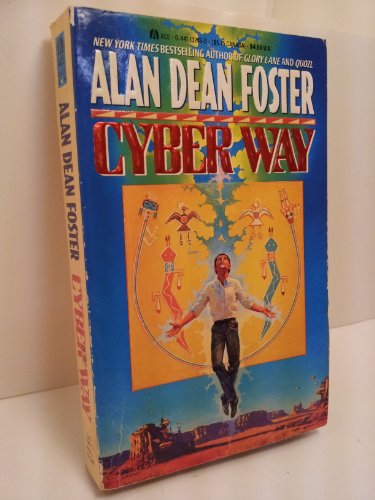 ACE
NEW YORK TIMES BESTSELLING AUTHOR OF GLORY LANE AND QUOZL
ALAN DEAN FOSTER
CYBER WAY
ALAN DEAN FOSTER
CYBER WAY